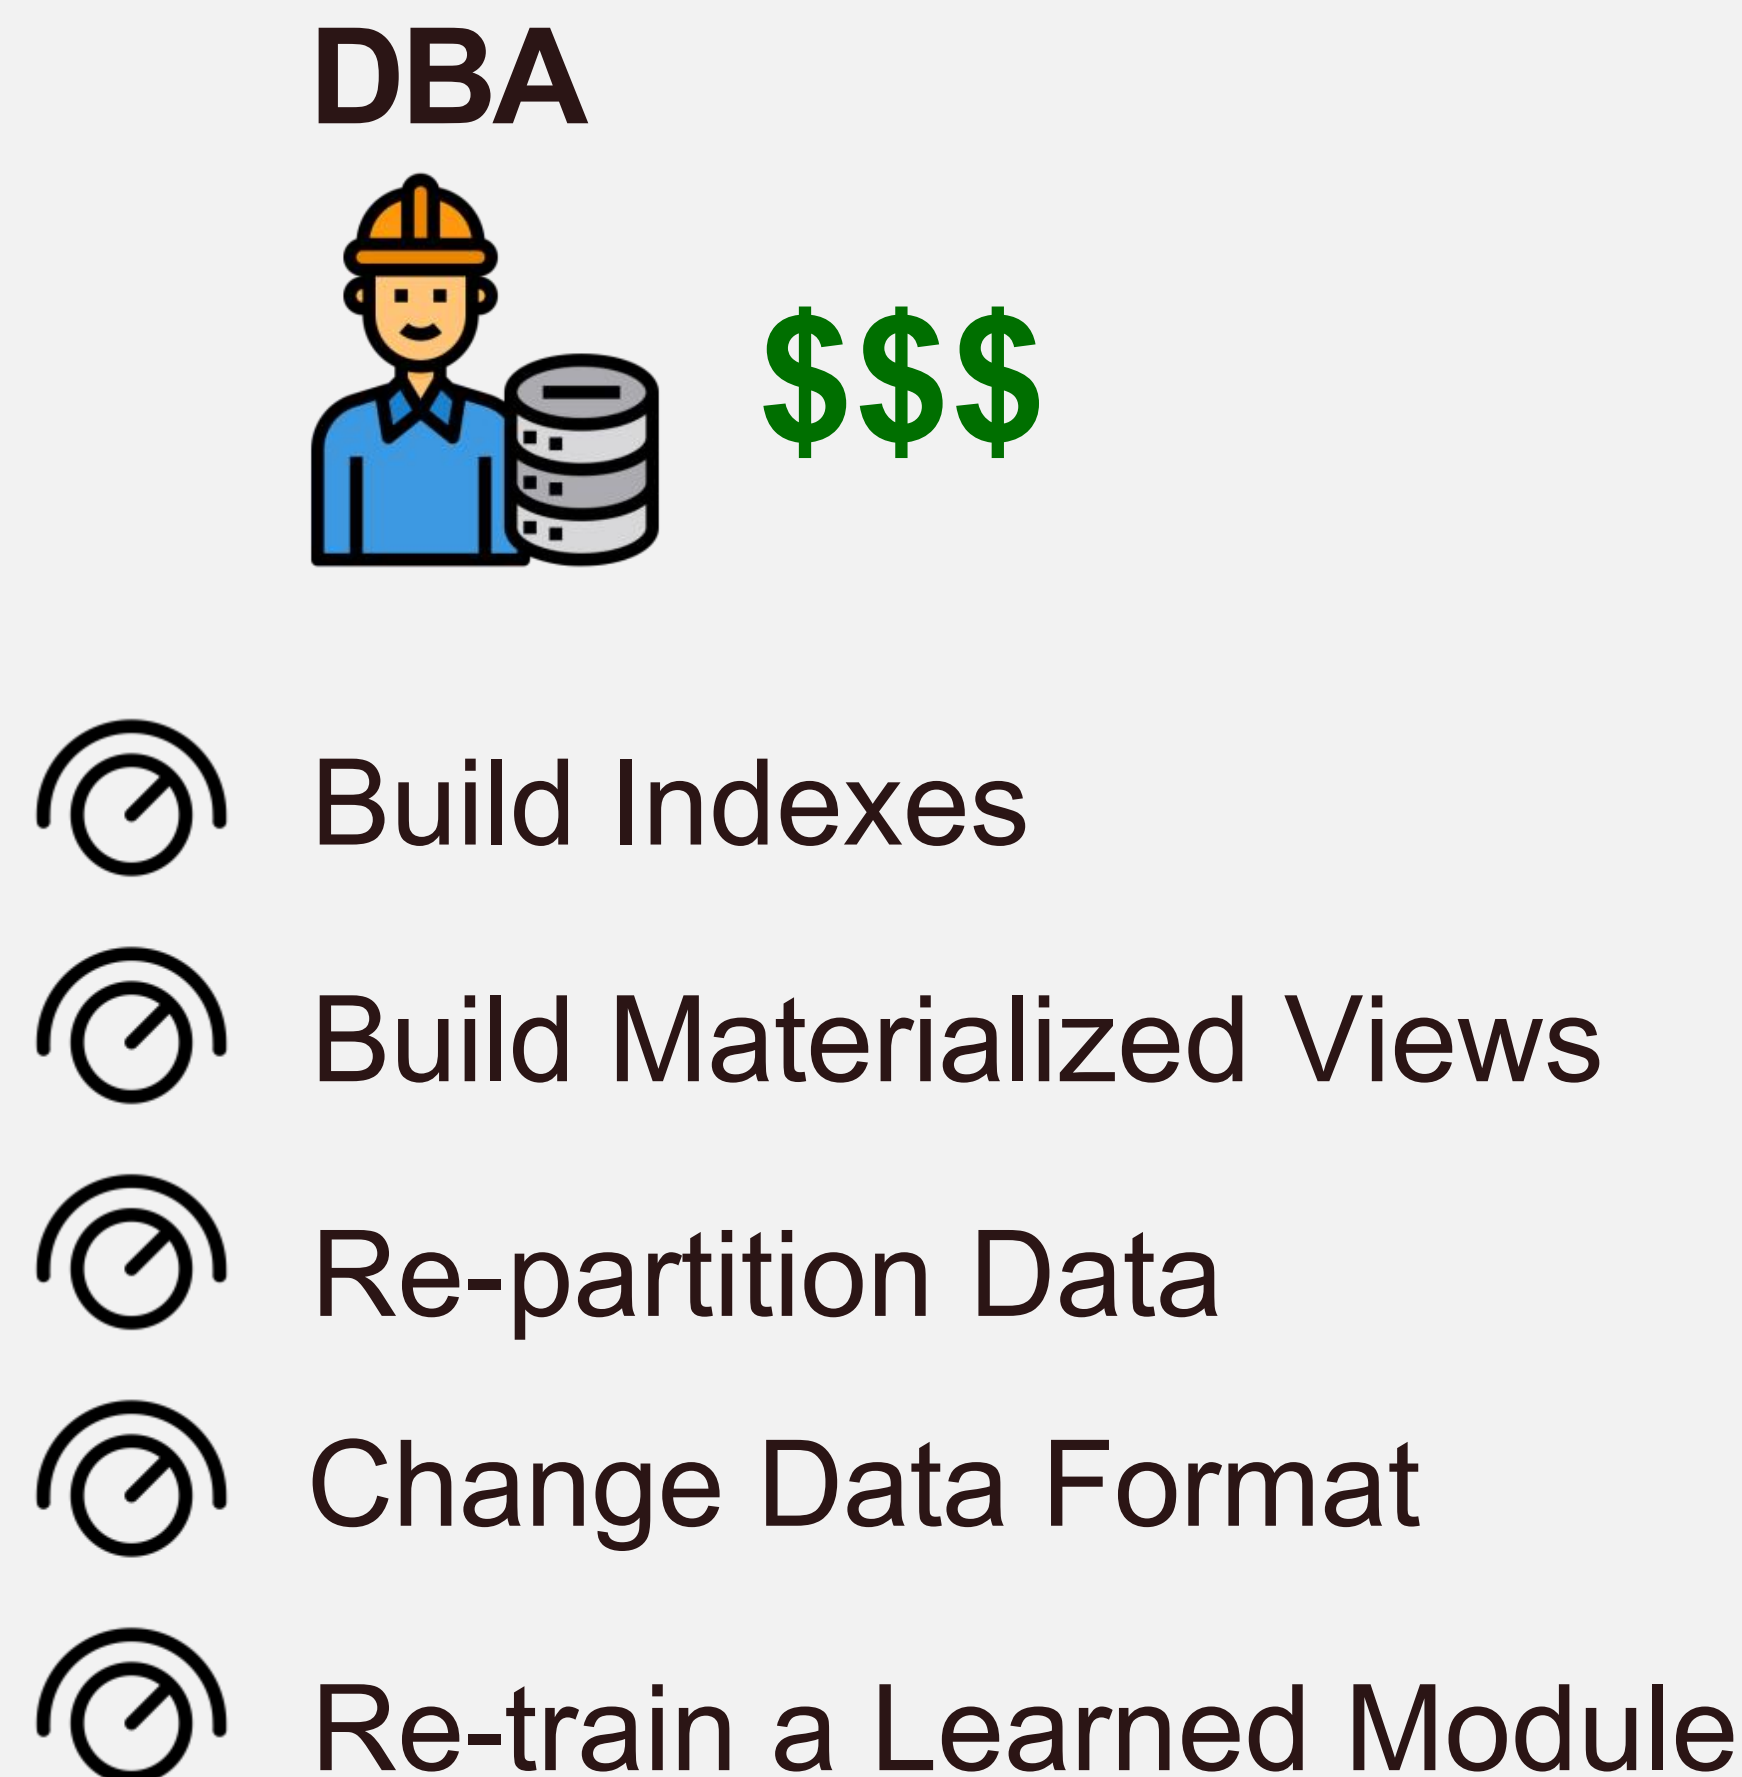 DBA
$$$
Build Indexes
Build Materialized Views
Re-partition Data
Change Data Format
Re-train a Learned Module